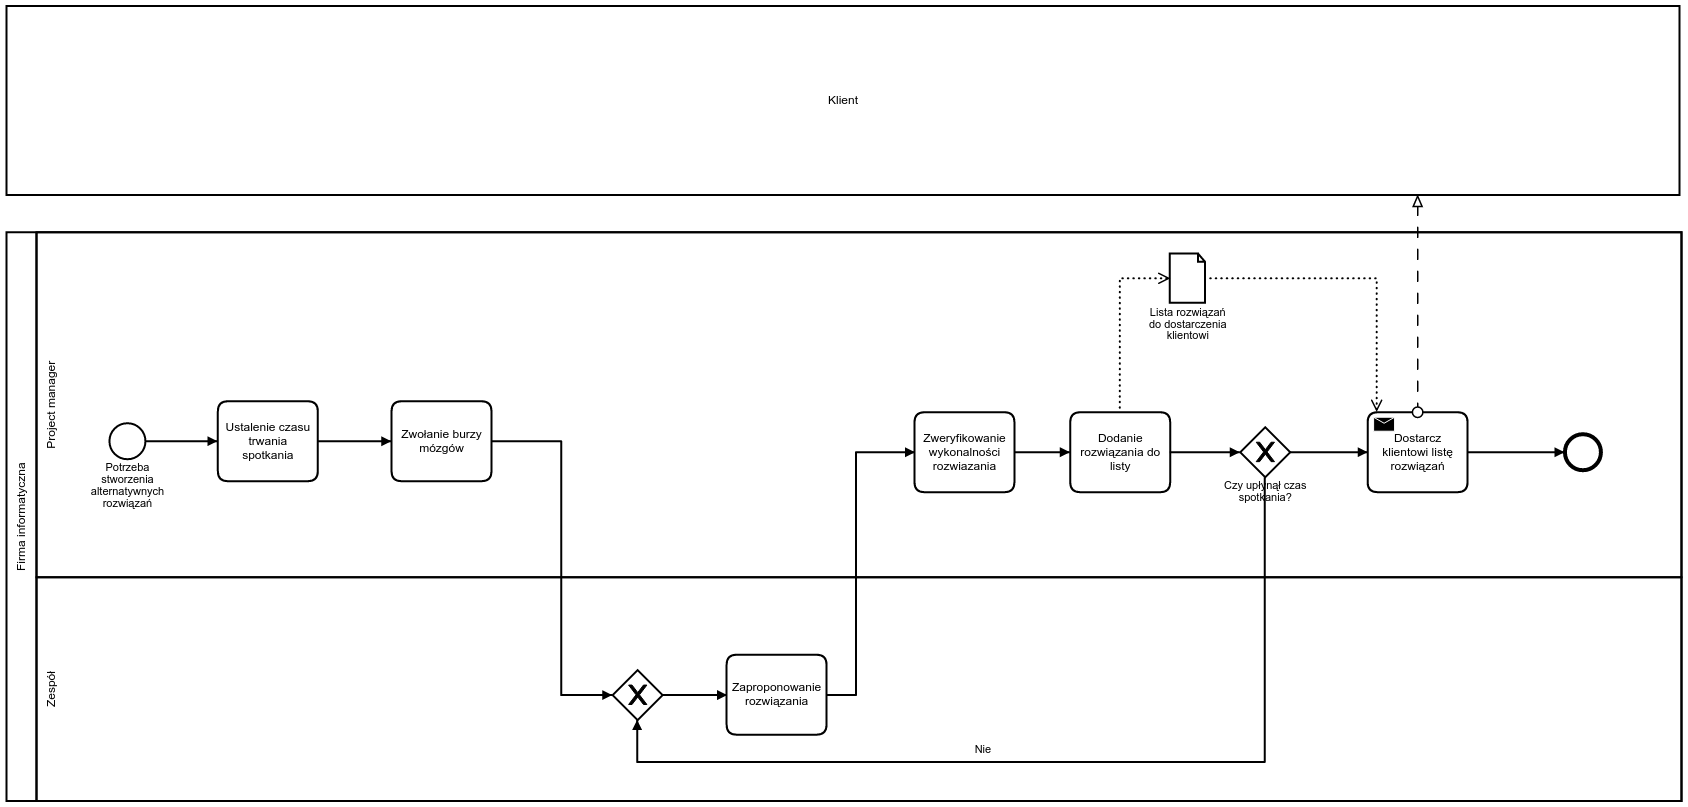 Klient
Firma informatyczna
Project manager
Potrzeba
stworzenia
alternatywnych
rozwiązań
Ustalenie czasu
trwania
spotkania
Zwołanie burzy
mózgów
Zweryfikowanie
wykonalności
rozwiazania
Dodanie
rozwiązania do
listy
Lista rozwiązań
do dostarczenia
klientowi
Czy upłynął czas
spotkania?
Dostarcz
klientowi listę
rozwiązań
Zespół
Zaproponowanie
rozwiązania
Nie